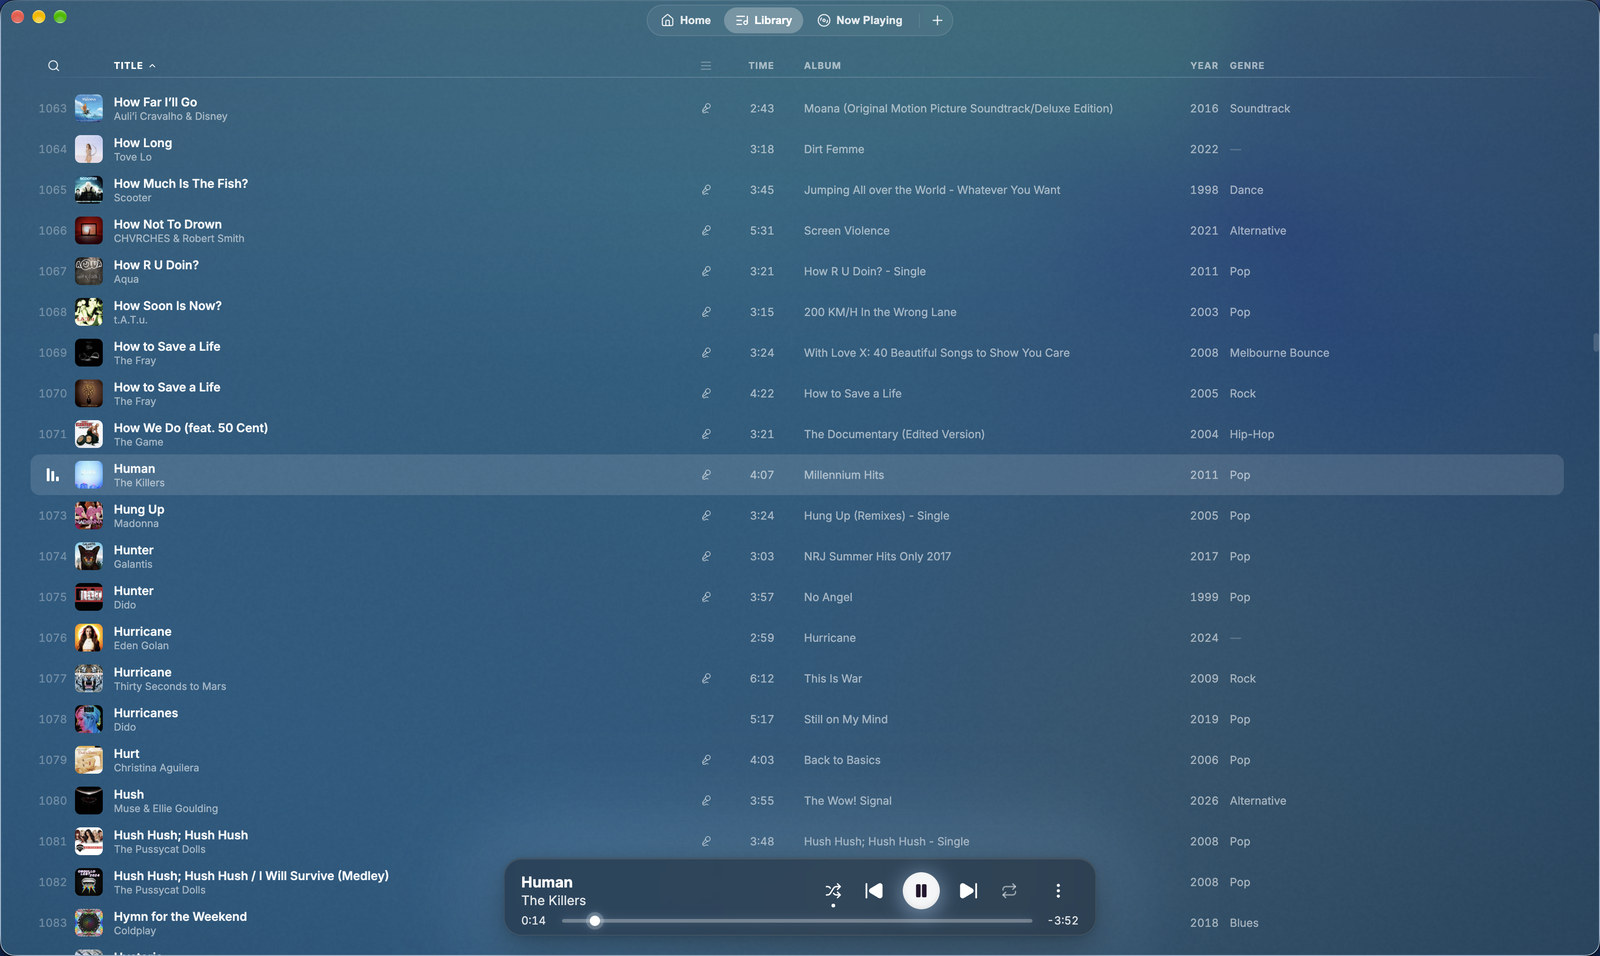 Home Library Now Playing
TITLE TIME ALBUM YEAR GENRE
1063 How Far I'll Go 2:43 Moana (Original Motion Picture Soundtrack/Deluxe Edition) 2016 Soundtrack
Auli'i Cravalho & Disney
1064 How Long 3:18 Dirt Femme 2022 —
Tove Lo
1065 How Much Is The Fish? 3:45 Jumping All over the World - Whatever You Want 1998 Dance
Scooter
1066 How Not To Drown 5:31 Screen Violence 2021 Alternative
CHVRCHES & Robert Smith
1067 How R U Doin? 3:21 How R U Doin? - Single 2011 Pop
Aqua
1068 How Soon Is Now? 3:15 200 KM/H In the Wrong Lane 2003 Pop
t.A.T.u.
1069 How to Save a Life 3:24 With Love X: 40 Beautiful Songs to Show You Care 2008 Melbourne Bounce
The Fray
1070 How to Save a Life 4:22 How to Save a Life 2005 Rock
The Fray
1071 How We Do (feat. 50 Cent) 3:21 The Documentary (Edited Version) 2004 Hip-Hop
The Game
Human 4:07 Millennium Hits 2011 Pop
The Killers
1073 Hung Up 3:24 Hung Up (Remixes) - Single 2005 Pop
Madonna
1074 Hunter 3:03 NRJ Summer Hits Only 2017 2017 Pop
Galantis
1075 Hunter 3:57 No Angel 1999 Pop
Dido
1076 Hurricane 2:59 Hurricane 2024 —
Eden Golan
1077 Hurricane 6:12 This Is War 2009 Rock
Thirty Seconds to Mars
1078 Hurricanes 5:17 Still on My Mind 2019 Pop
Dido
1079 Hurt 4:03 Back to Basics 2006 Pop
Christina Aguilera
1080 Hush 3:55 The Wow! Signal 2026 Alternative
Muse & Ellie Goulding
1081 Hush Hush; Hush Hush 3:48 Hush Hush; Hush Hush - Single 2008 Pop
The Pussycat Dolls
1082 Hush Hush; Hush Hush / I Will Survive (Medley) 2008 Pop
The Pussycat Dolls
1083 Hymn for the Weekend 2018 Blues
Coldplay
Human
The Killers
0:14 -3:52